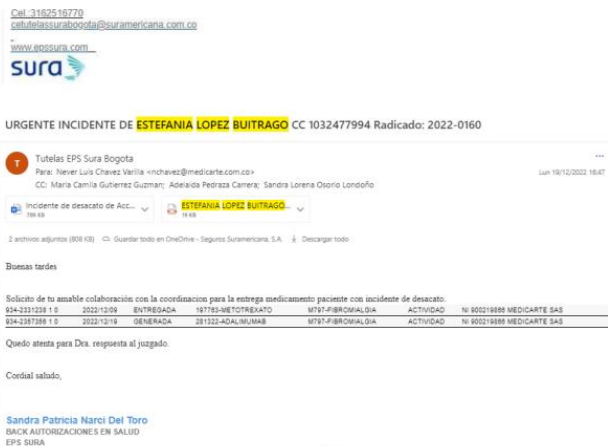 Cel.:3162516770
cetutelassurabogota@suramericana.com.co
www.epssura.com
sura
URGENTE INCIDENTE DE ESTEFANIA LOPEZ BUITRAGO CC 1032477994 Radicado: 2022-0160
T
Tutelas EPS Sura Bogota
Para: Never Luis Chavez Varilla <nchavez@medicarte.com.co>
Lun 19/12/2022 16:47
CC: Maria Camila Gutierrez Guzman; Adelaida Pedraza Carrera; Sandra Lorena Osorio Londoño
Incidente de desacato de Acc...
789 KB
ESTEFANIA LOPEZ BUITRAGO...
19 KB
2 archivos adjuntos (808 KB) Guardar todo en OneDrive - Seguros Suramericana, S.A. Descargar todo
Buenas tardes
Solicito de tu amable colaboración con la coordinacion para la entrega medicamento paciente con incidente de desacato.
934-2331238 1 0 2022/12/09 ENTREGADA 197763-METOTREXATO M797-FIBROMIALGIA ACTIVIDAD NI 900219866 MEDICARTE SAS
934-2357356 1 0 2022/12/19 GENERADA 281322-ADALIMUMAB M797-FIBROMIALGIA ACTIVIDAD NI 900219866 MEDICARTE SAS
Quedo atenta para Dra. respuesta al juzgado.
Cordial saludo,
Sandra Patricia Narci Del Toro
BACK AUTORIZACIONES EN SALUD
EPS SURA